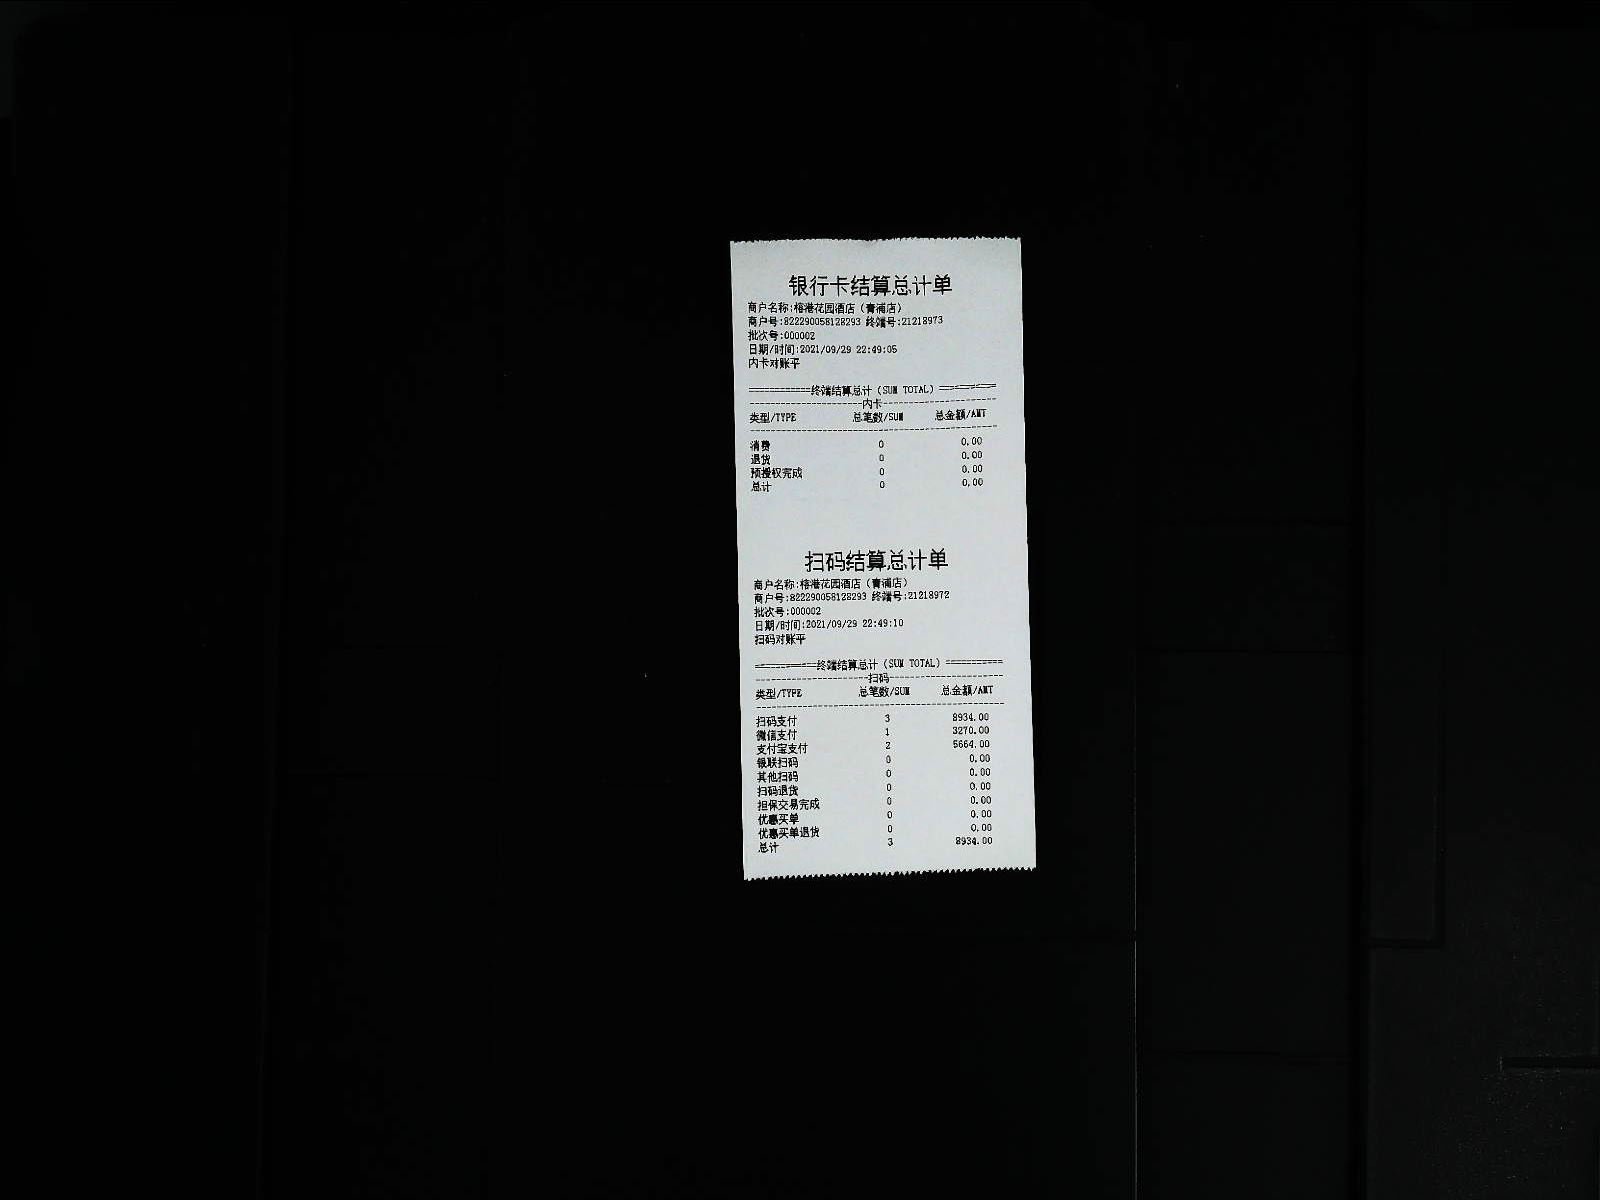 银行卡结算总计单
商户名称:榕港花园酒店（青浦店）
商户号:822290058128293 终端号:21218973
批次号:000002
日期/时间:2021/09/29 22:49:05
内卡对账平
============终端结算总计（SUM TOTAL）===========
----------------------内卡----------------------
类型/TYPE 总笔数/SUM 总金额/AMT
------------------------------------------------
消费 0 0.00
退货 0 0.00
预授权完成 0 0.00
总计 0 0.00
扫码结算总计单
商户名称:榕港花园酒店（青浦店）
商户号:822290058128293 终端号:21218972
批次号:000002
日期/时间:2021/09/29 22:49:10
扫码对账平
============终端结算总计（SUM TOTAL）===========
----------------------扫码----------------------
类型/TYPE 总笔数/SUM 总金额/AMT
------------------------------------------------
扫码支付 3 8934.00
微信支付 1 3270.00
支付宝支付 2 5664.00
银联扫码 0 0.00
其他扫码 0 0.00
扫码退货 0 0.00
担保交易完成 0 0.00
优惠买单 0 0.00
优惠买单退货 0 0.00
总计 3 8934.00